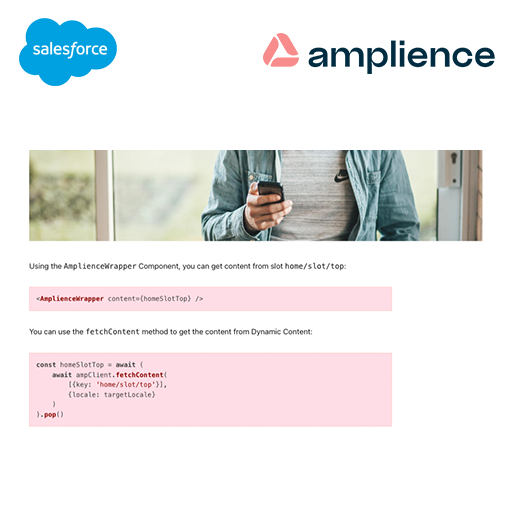 salesforce
amplience
Using the AmplienceWrapper Component, you can get content from slot home/slot/top:
<AmplienceWrapper content={homeSlotTop} />
You can use the fetchContent method to get the content from Dynamic Content:
const homeSlotTop = await (
    await ampClient.fetchContent(
        [{key: 'home/slot/top'}],
        {locale: targetLocale}
    )
).pop()